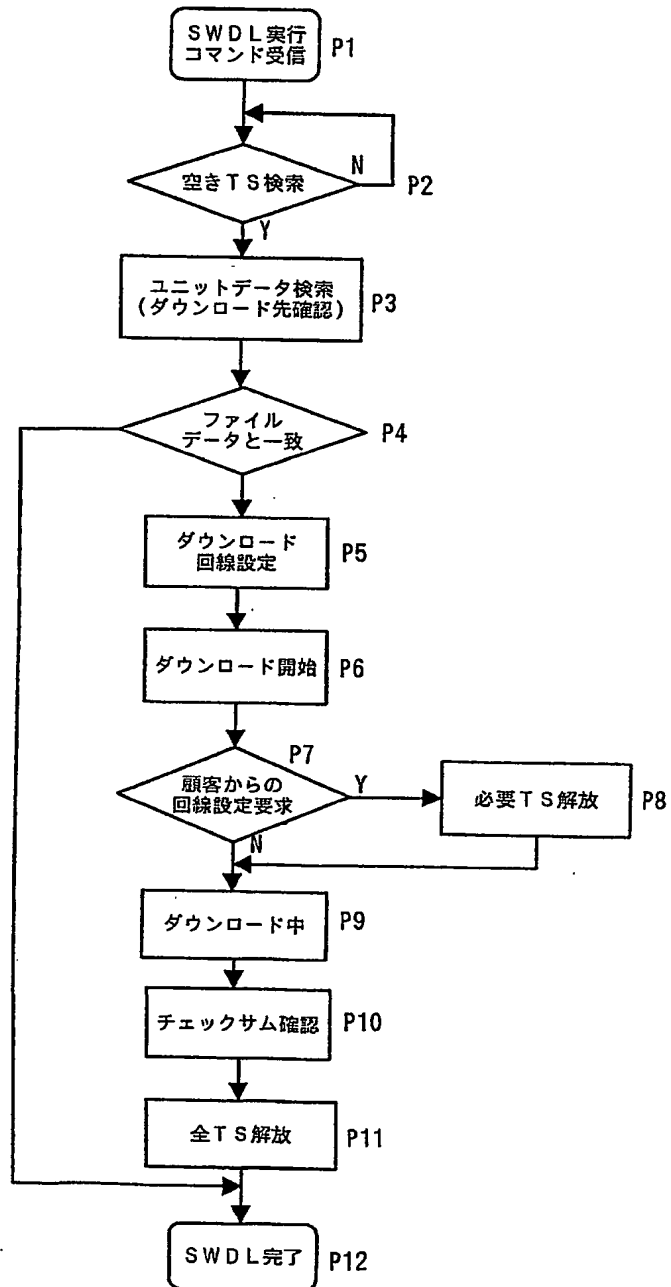 SWDL実行
コマンド受信
P1
空きTS検索
N
P2
Y
ユニットデータ検索
(ダウンロード先確認)
P3
ファイル
データと一致
P4
ダウンロード
回線設定
P5
ダウンロード開始
P6
P7
顧客からの
回線設定要求
Y
必要TS解放
P8
N
ダウンロード中
P9
チェックサム確認
P10
全TS解放
P11
SWDL完了
P12